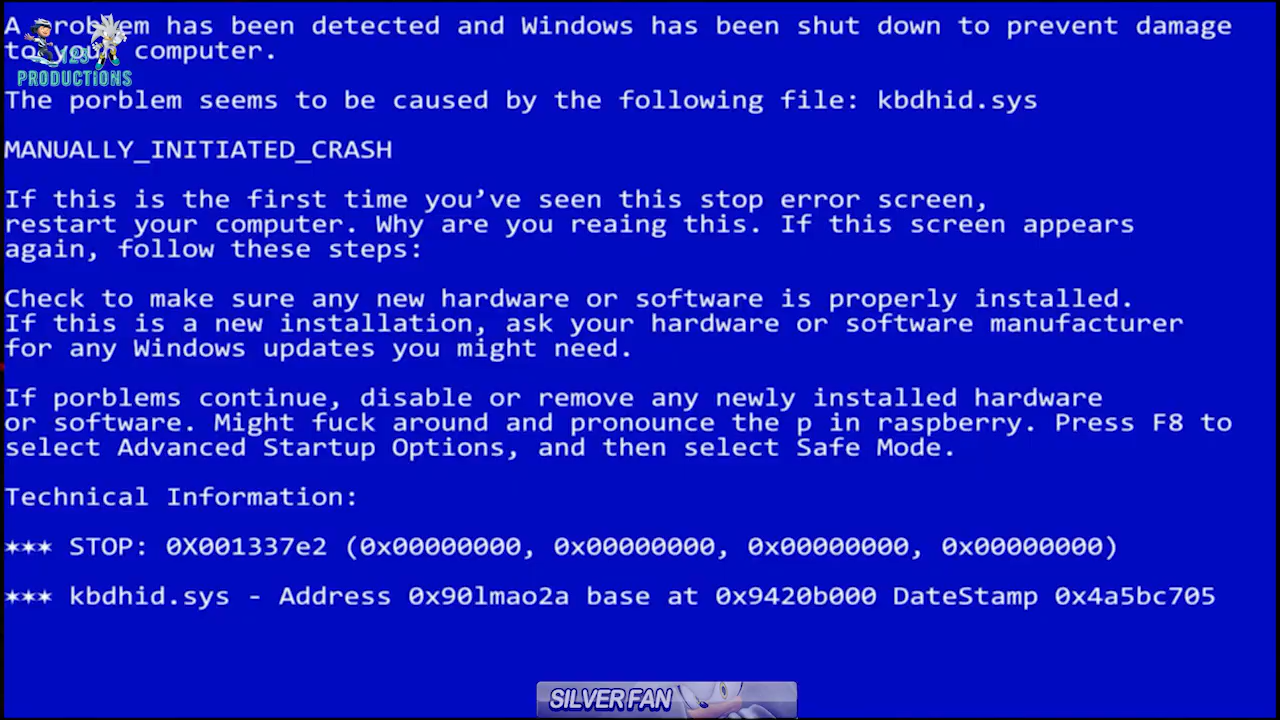 A problem has been detected and Windows has been shut down to prevent damage
to your computer.
123
PRODUCTIONS
The porblem seems to be caused by the following file: kbdhid.sys
MANUALLY_INITIATED_CRASH
If this is the first time you’ve seen this stop error screen,
restart your computer. Why are you reaing this. If this screen appears
again, follow these steps:
Check to make sure any new hardware or software is properly installed.
If this is a new installation, ask your hardware or software manufacturer
for any Windows updates you might need.
If porblems continue, disable or remove any newly installed hardware
or software. Might fuck around and pronounce the p in raspberry. Press F8 to
select Advanced Startup Options, and then select Safe Mode.
Technical Information:
*** STOP: 0X001337e2 (0x00000000, 0x00000000, 0x00000000, 0x00000000)
*** kbdhid.sys - Address 0x90lmao2a base at 0x9420b000 DateStamp 0x4a5bc705
SILVER FAN